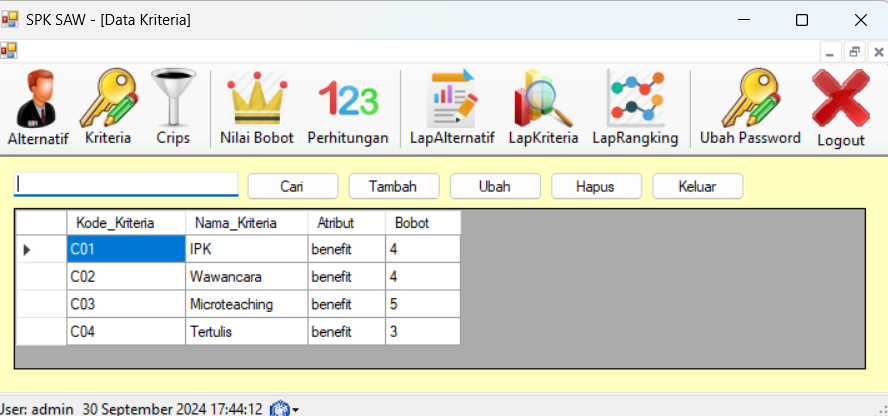 SPK SAW - [Data Kriteria]
Alternatif Kriteria Crips Nilai Bobot Perhitungan LapAlternatif LapKriteria LapRangking Ubah Password Logout
Cari Tambah Ubah Hapus Keluar
Kode_Kriteria Nama_Kriteria Atribut Bobot
C01 IPK benefit 4
C02 Wawancara benefit 4
C03 Microteaching benefit 5
C04 Tertulis benefit 3
User: admin 30 September 2024 17:44:12